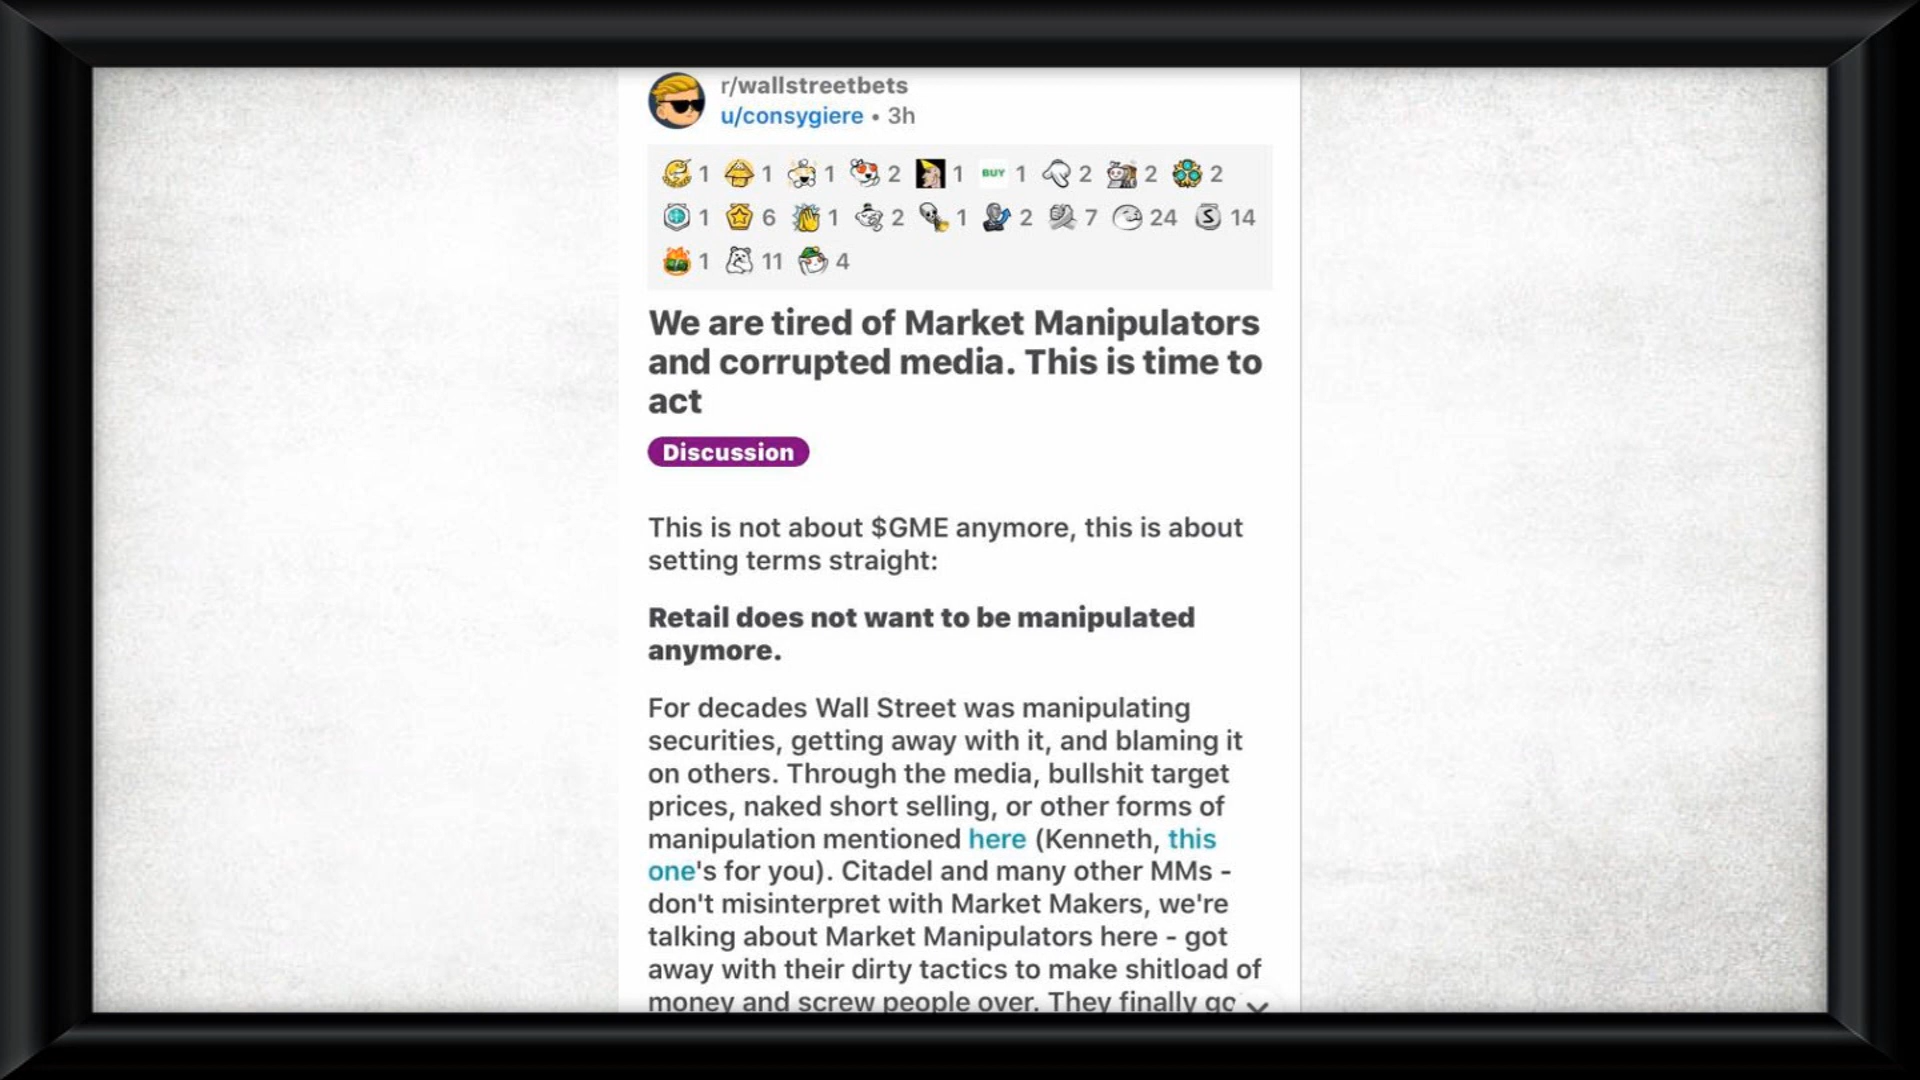 r/wallstreetbets
u/consygiere • 3h
1 1 1 2 1 BUY 1 2 2 2
1 6 1 2 1 2 7 24 S 14
1 11 4
We are tired of Market Manipulators
and corrupted media. This is time to
act
Discussion
This is not about $GME anymore, this is about
setting terms straight:
Retail does not want to be manipulated
anymore.
For decades Wall Street was manipulating
securities, getting away with it, and blaming it
on others. Through the media, bullshit target
prices, naked short selling, or other forms of
manipulation mentioned here (Kenneth, this
one's for you). Citadel and many other MMs -
don't misinterpret with Market Makers, we're
talking about Market Manipulators here - got
away with their dirty tactics to make shitload of
money and screw people over. They finally go